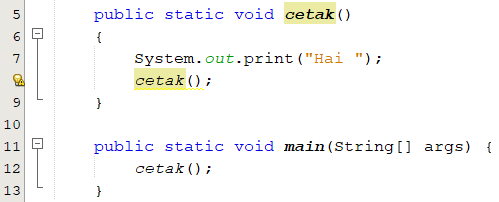 5 public static void cetak()
6 {
7 System.out.print("Hai ");
cetak();
9 }
10
11 public static void main(String[] args) {
12 cetak();
13 }